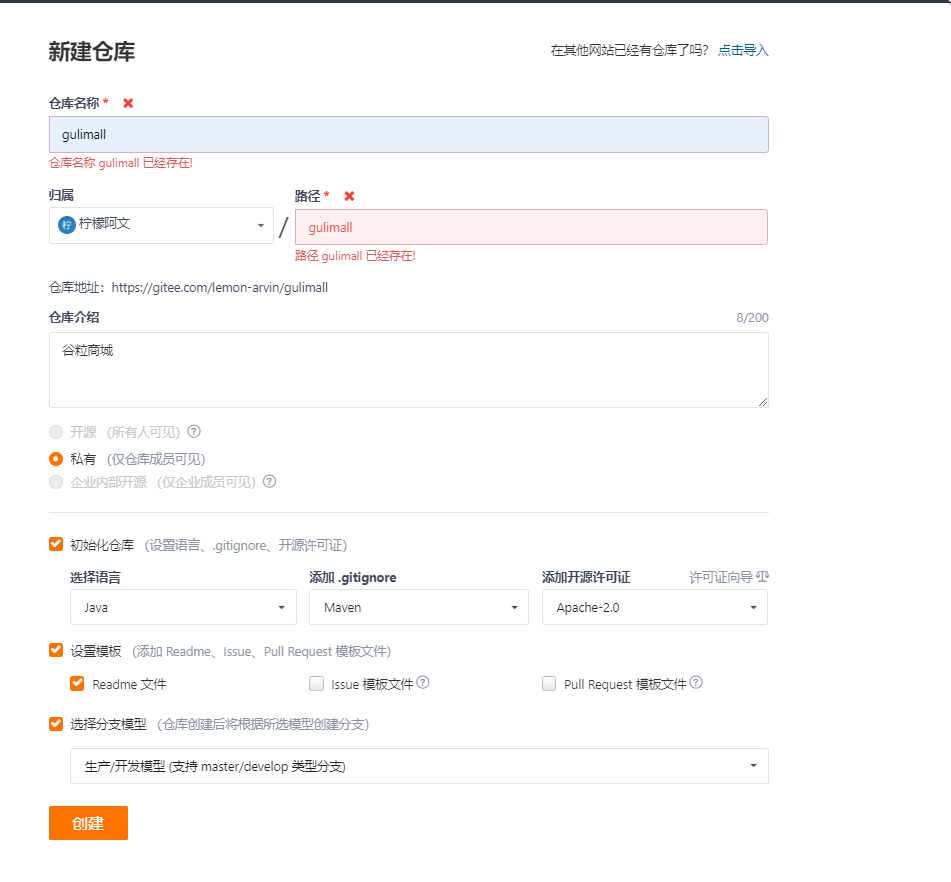 新建仓库
在其他网站已经有仓库了吗? 点击导入
仓库名称 * ✖
gulimall
仓库名称 gulimall 已经存在!
归属 路径 * ✖
柠 柠檬阿文 / gulimall
路径 gulimall 已经存在!
仓库地址：https://gitee.com/lemon-arvin/gulimall
仓库介绍 8/200
谷粒商城
开源 (所有人可见) ?
私有 (仅仓库成员可见)
企业内部开源 (仅企业成员可见) ?
初始化仓库 (设置语言、.gitignore、开源许可证)
选择语言 添加 .gitignore 添加开源许可证 许可证向导
Java Maven Apache-2.0
设置模板 (添加 Readme、Issue、Pull Request 模板文件)
Readme 文件 Issue 模板文件 ? Pull Request 模板文件 ?
选择分支模型 (仓库创建后将根据所选模型创建分支)
生产/开发模型 (支持 master/develop 类型分支)
创建